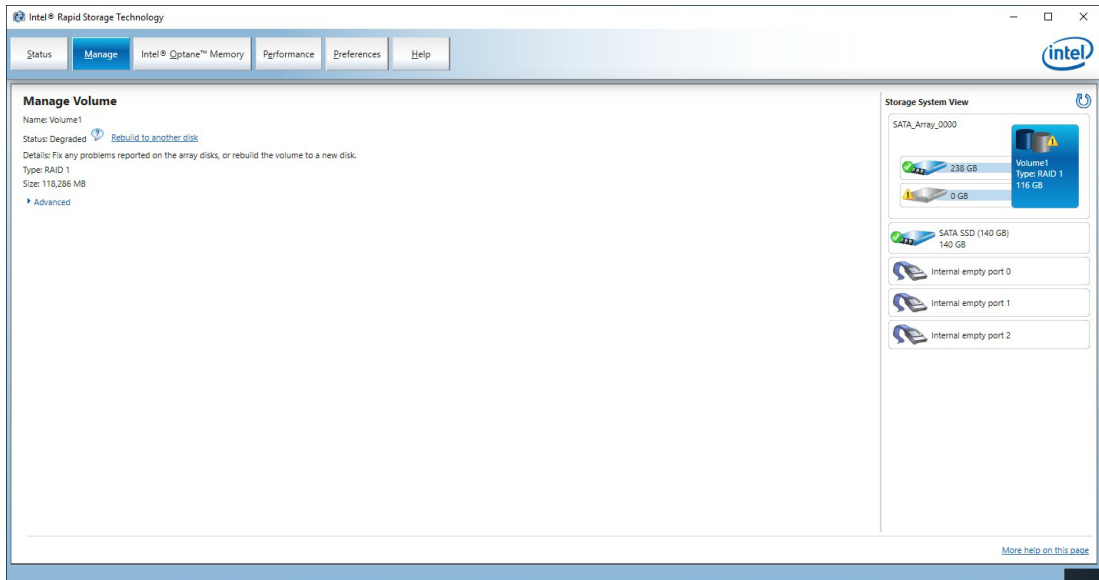 Intel® Rapid Storage Technology
Status
Manage
Intel® Optane™ Memory
Performance
Preferences
Help
intel
Manage Volume
Name: Volume1
Status: Degraded Rebuild to another disk
Details: Fix any problems reported on the array disks, or rebuild the volume to a new disk.
Type: RAID 1
Size: 118,286 MB
Advanced
Storage System View
SATA_Array_0000
238 GB
0 GB
Volume1
Type: RAID 1
116 GB
SATA SSD (140 GB)
140 GB
Internal empty port 0
Internal empty port 1
Internal empty port 2
More help on this page